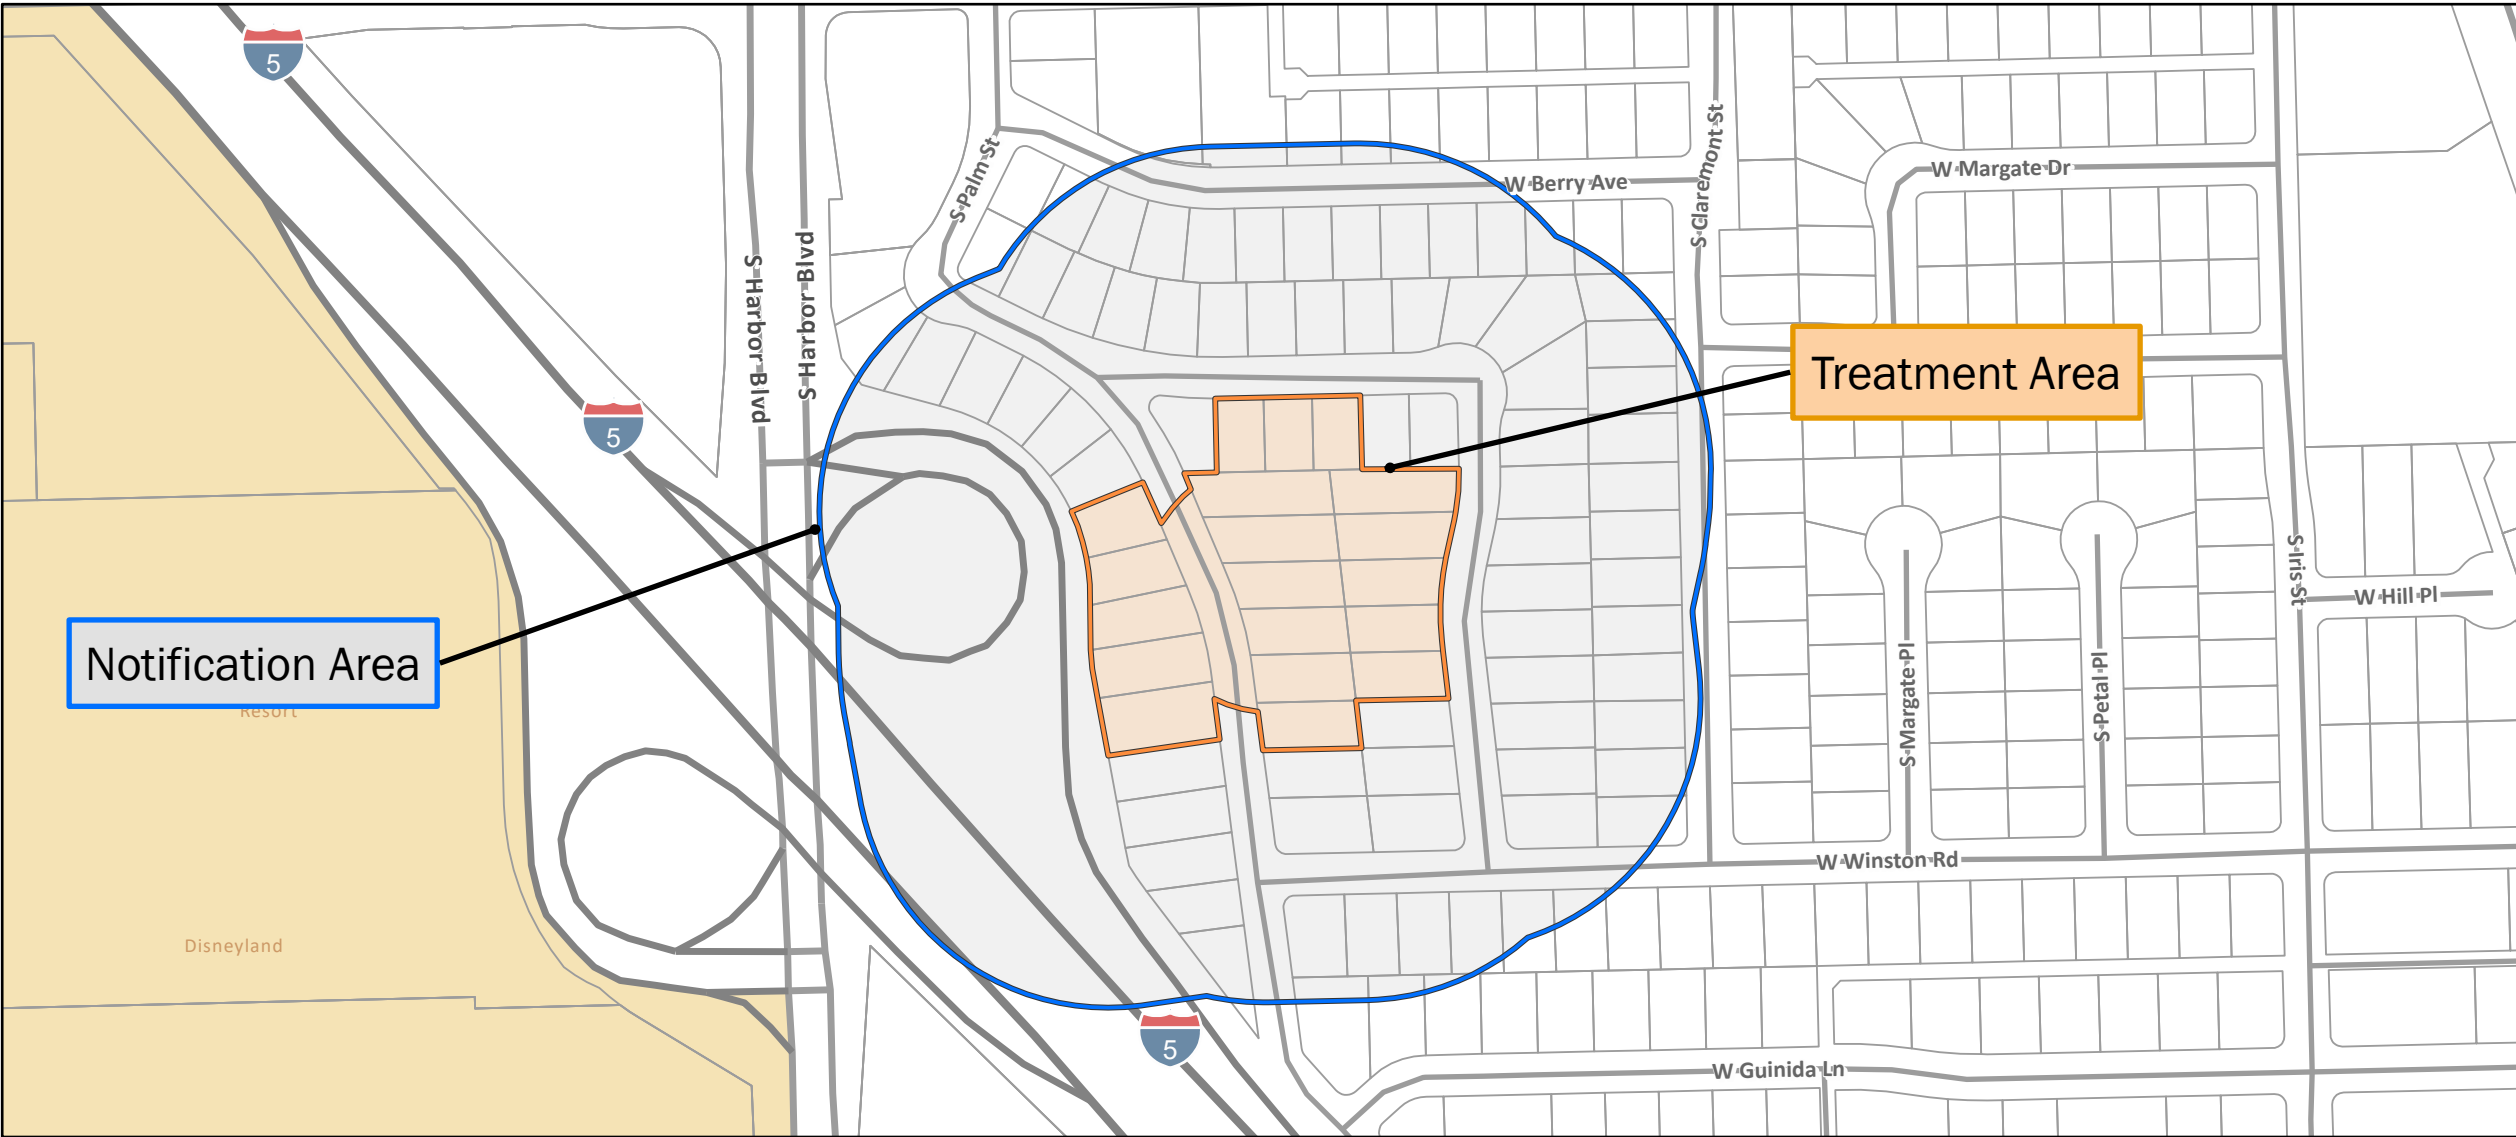 5
S Palm St
W Berry Ave
S Claremont St
W Margate Dr
S Harbor Blvd
S Harbor Blvd
Treatment Area
5
Notification Area
Resort
S Iris St
W Hill Pl
S Margate Pl
S Petal Pl
W Winston Rd
Disneyland
5
W Guinida Ln